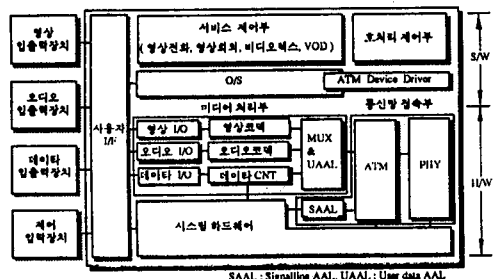 영상
입출력장치
오디오
입출력장치
데이타
입출력장치
제어
입력장치
사용자
I/F
서비스 제어부
( 영상전화, 영상회의, 비디오텍스, VOD )
호처리 제어부
O/S
ATM Device Driver
미디어 처리부
통신망 접속부
영상 I/O
영상코덱
오디오 I/O
오디오코덱
데이타 I/O
데이타 CNT
MUX
&
UAAL
ATM
PHY
SAAL
시스템 하드웨어
S/W
H/W
SAAL : Signalling AAL, UAAL : User data AAL